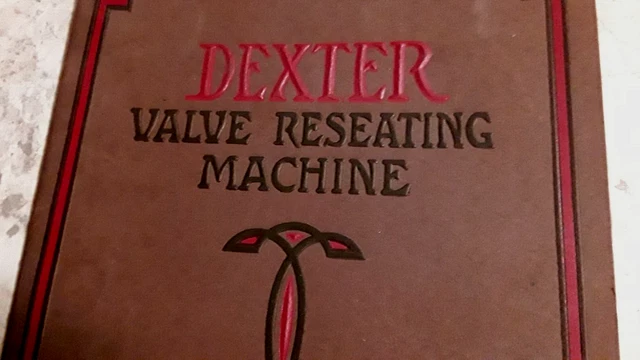 DEXTER
VALVE RESEATING
MACHINE